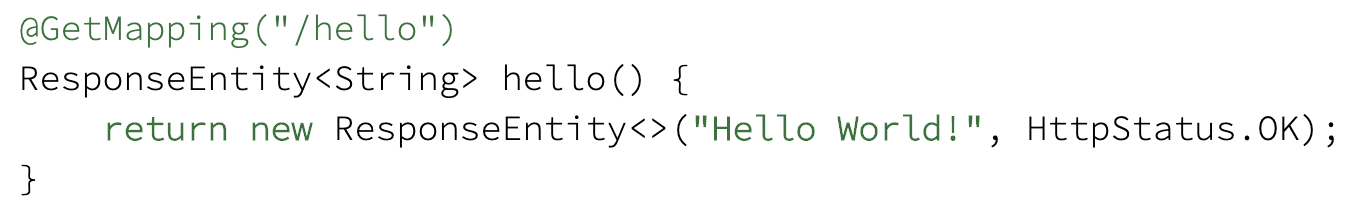 @GetMapping("/hello")
ResponseEntity<String> hello() {
    return new ResponseEntity<>("Hello World!", HttpStatus.OK);
}